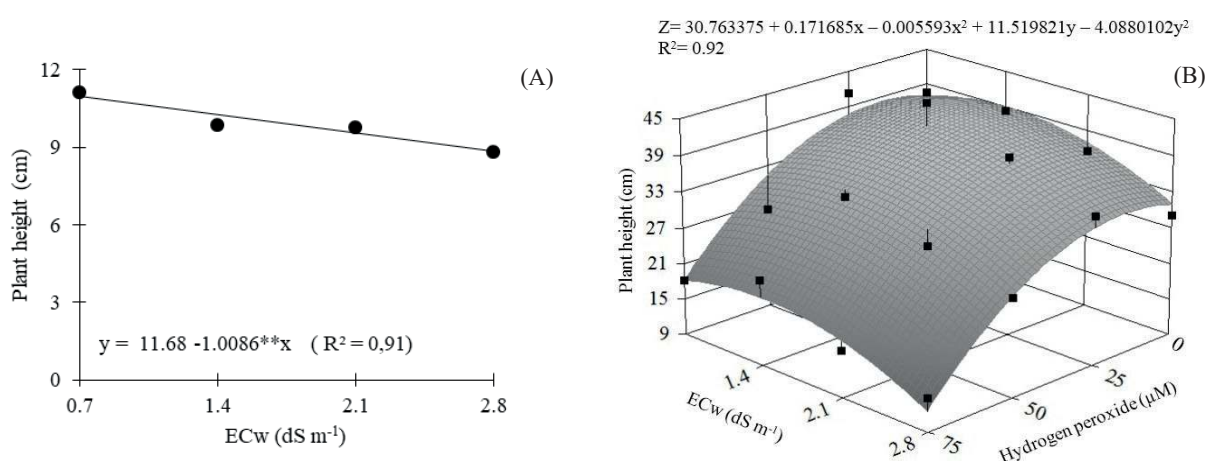 Z= 30.763375 + 0.171685x – 0.005593x² + 11.519821y – 4.0880102y²
R²= 0.92
(A)
(B)
12
9
6
3
0
Plant height (cm)
y = 11.68 -1.0086**x ( R² = 0,91)
0.7
1.4
2.1
2.8
ECw (dS m⁻¹)
45
39
33
27
21
15
9
Plant height (cm)
1.4
2.1
2.8
ECw (dS m⁻¹)
75
50
25
0
Hydrogen peroxide (µM)